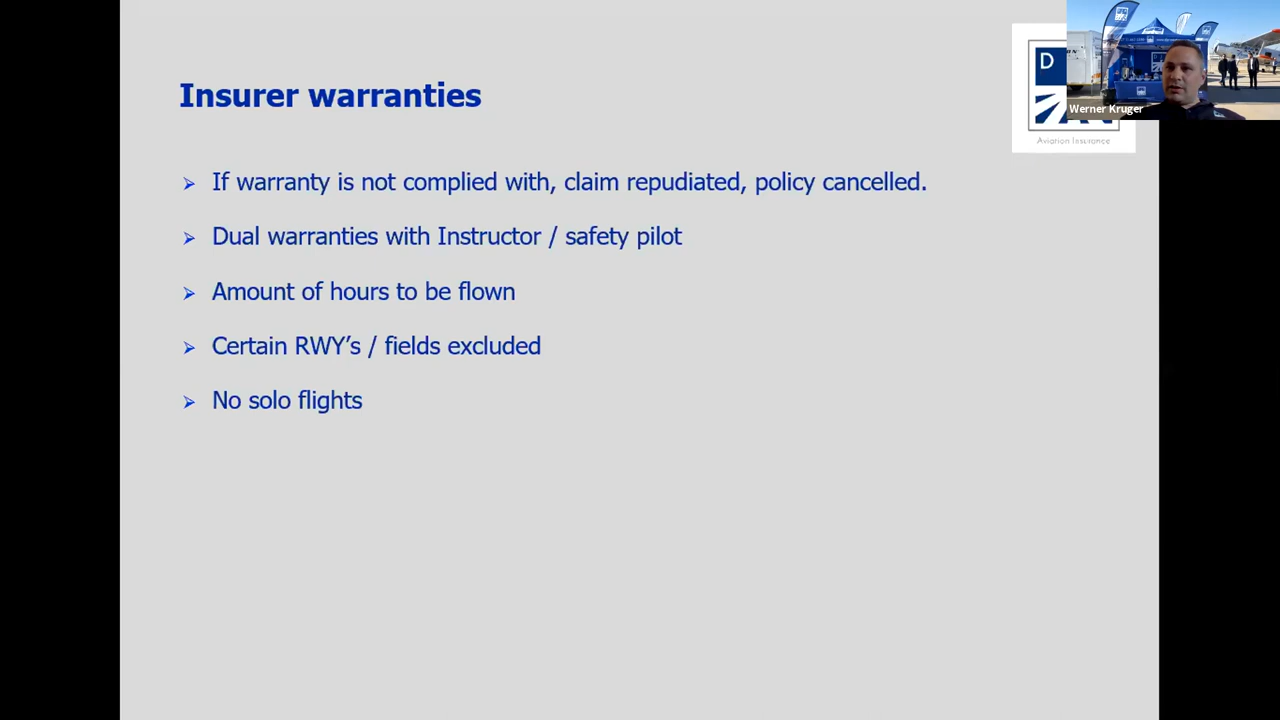 Insurer warranties
D
Aviation Insurance
Werner Kruger
If warranty is not complied with, claim repudiated, policy cancelled.
Dual warranties with Instructor / safety pilot
Amount of hours to be flown
Certain RWY's / fields excluded
No solo flights